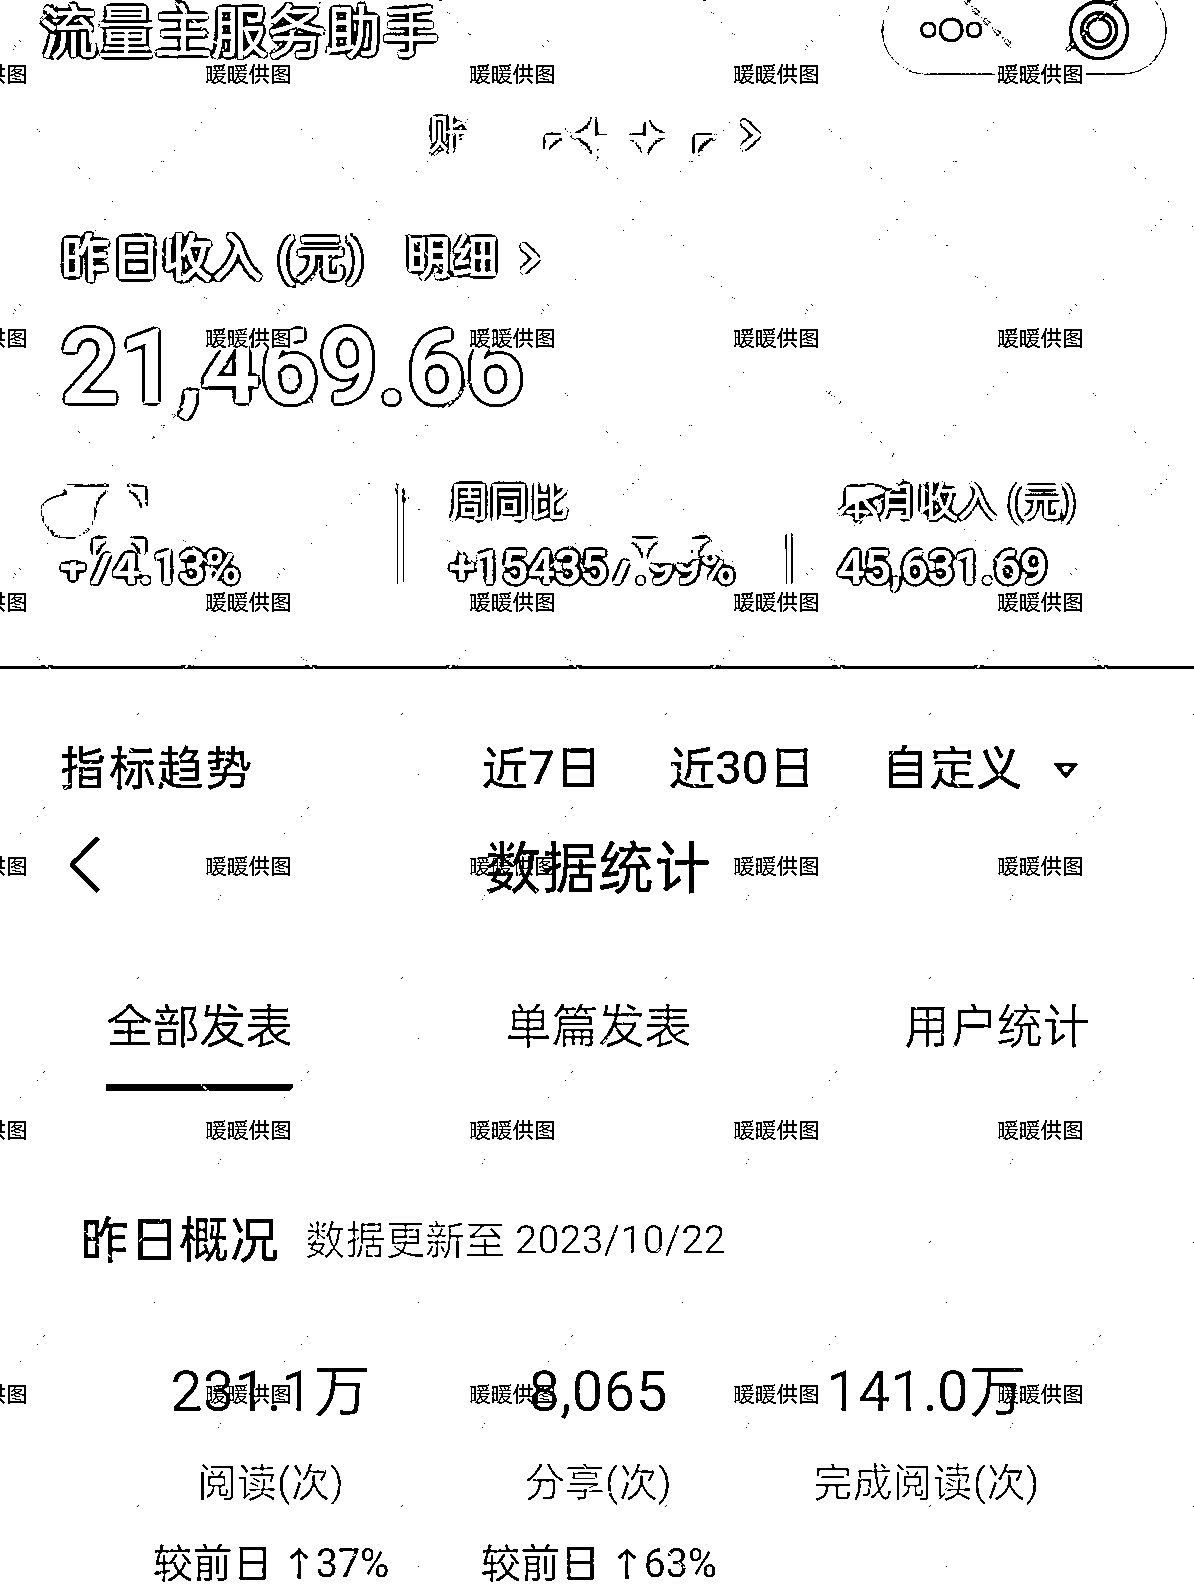 流量主服务助手
暖暖供图 暖暖供图 暖暖供图 暖暖供图
账
昨日收入 (元) 明细 >
暖暖供图 暖暖供图 暖暖供图 暖暖供图
21,469.66
周同比 本月收入 (元)
+74.13% +154357.99% 45,631.69
暖暖供图 暖暖供图 暖暖供图 暖暖供图
指标趋势 近7日 近30日 自定义
数据统计
暖暖供图 暖暖供图 暖暖供图 暖暖供图
全部发表 单篇发表 用户统计
暖暖供图 暖暖供图 暖暖供图 暖暖供图
昨日概况 数据更新至 2023/10/22
231.1万 8,065 141.0万
暖暖供图 暖暖供图 暖暖供图 暖暖供图
阅读(次) 分享(次) 完成阅读(次)
较前日 ↑37% 较前日 ↑63%